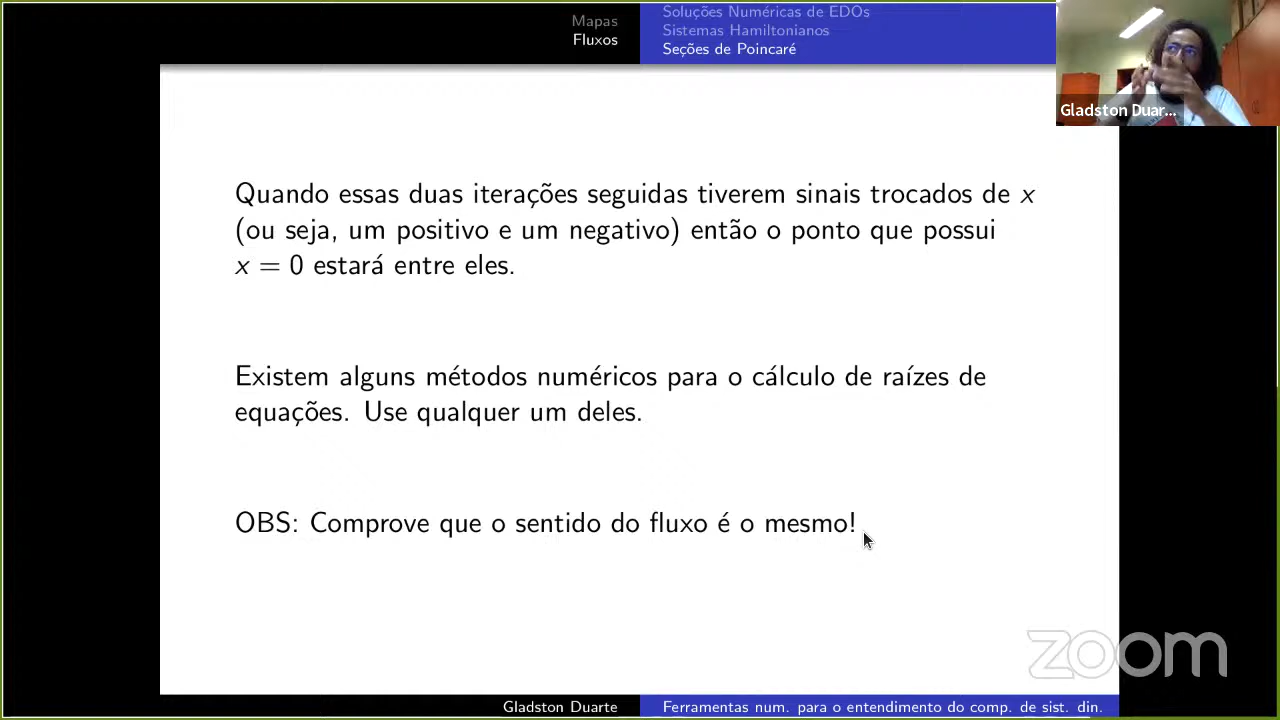 Mapas
Fluxos
Soluções Numéricas de EDOs
Sistemas Hamiltonianos
Seções de Poincaré
Gladston Duar...
Quando essas duas iterações seguidas tiverem sinais trocados de x
(ou seja, um positivo e um negativo) então o ponto que possui
x = 0 estará entre eles.
Existem alguns métodos numéricos para o cálculo de raízes de
equações. Use qualquer um deles.
OBS: Comprove que o sentido do fluxo é o mesmo!
zoom
Gladston Duarte
Ferramentas num. para o entendimento do comp. de sist. din.